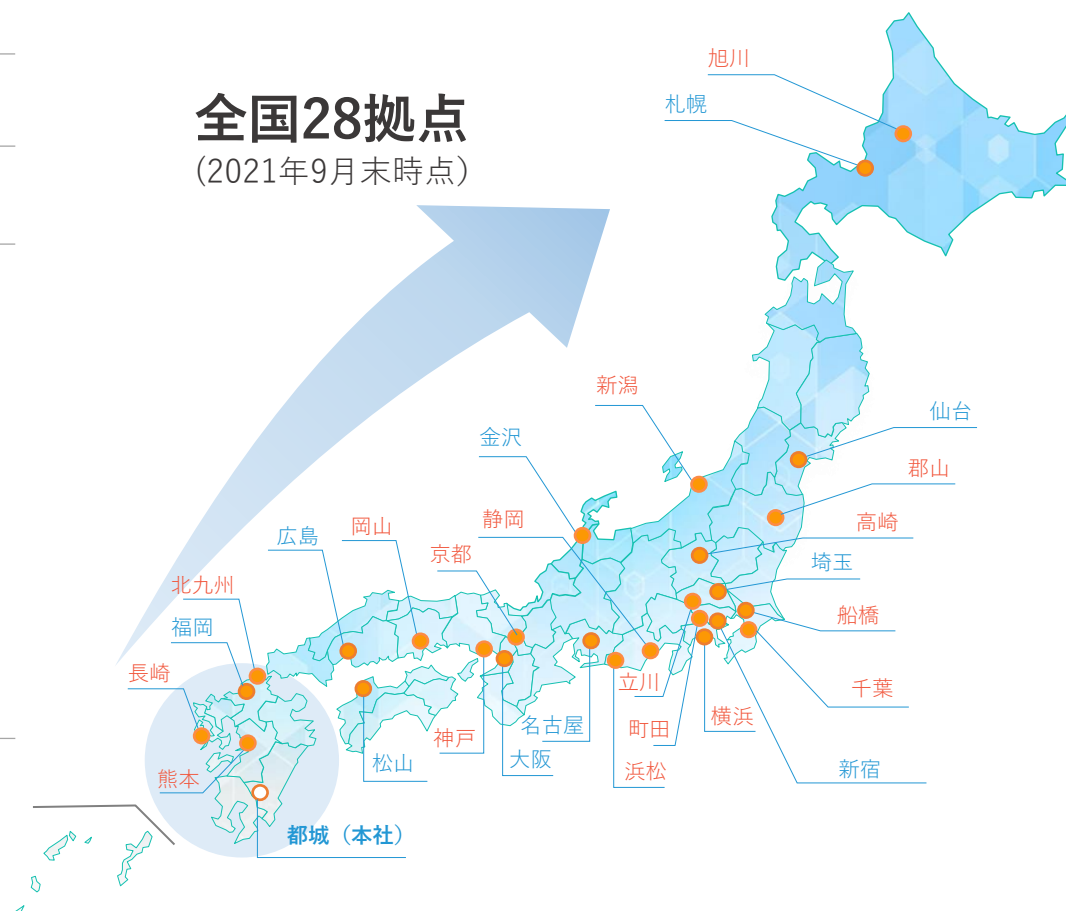 全国28拠点
(2021年9月末時点)
旭川
札幌
新潟
仙台
金沢
郡山
静岡
高崎
岡山
広島
京都
埼玉
北九州
船橋
福岡
長崎
立川
千葉
横浜
名古屋
町田
神戸
大阪
松山
浜松
新宿
熊本
都城（本社）